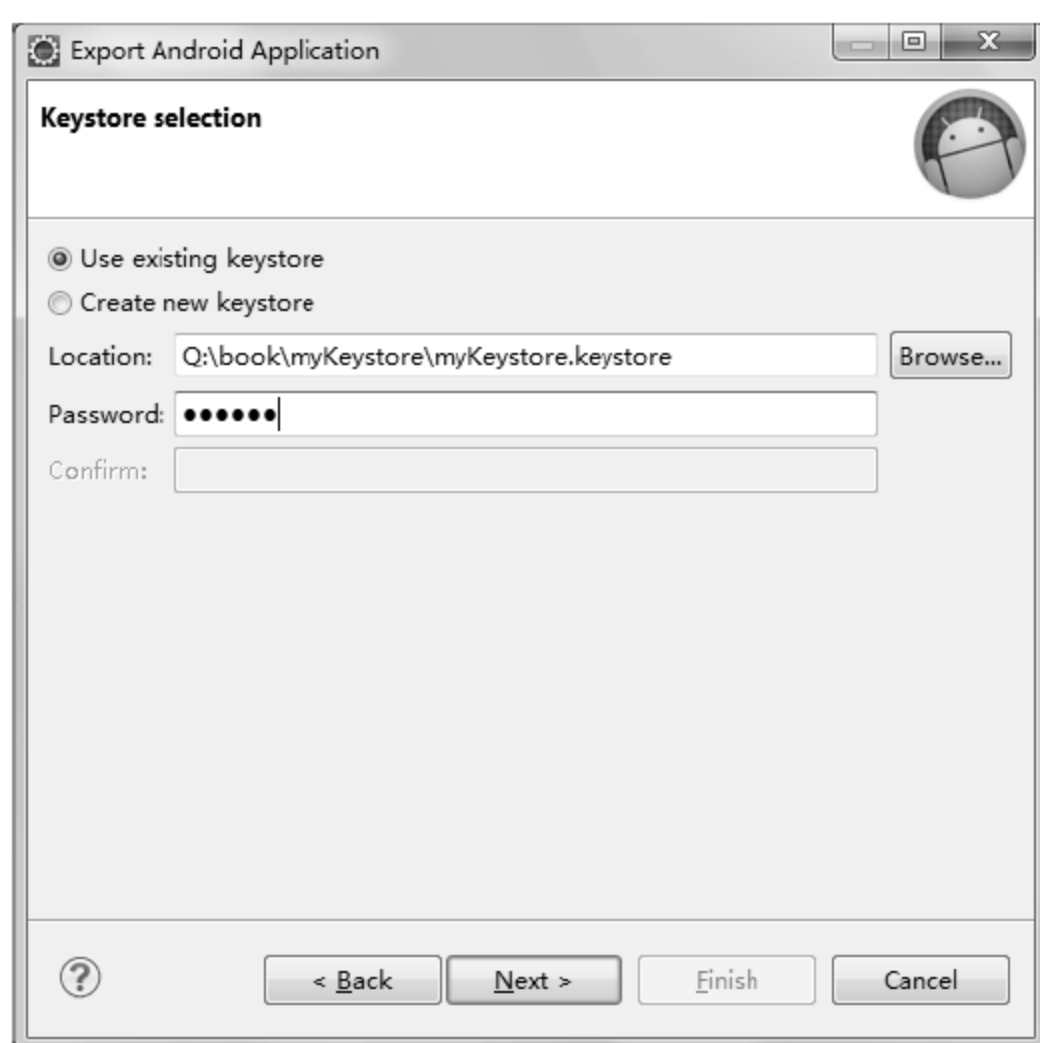 Export Android Application
Keystore selection
Use existing keystore
Create new keystore
Location: Q:\book\myKeystore\myKeystore.keystore Browse...
Password: ●●●●●●
Confirm:
? < Back Next > Finish Cancel